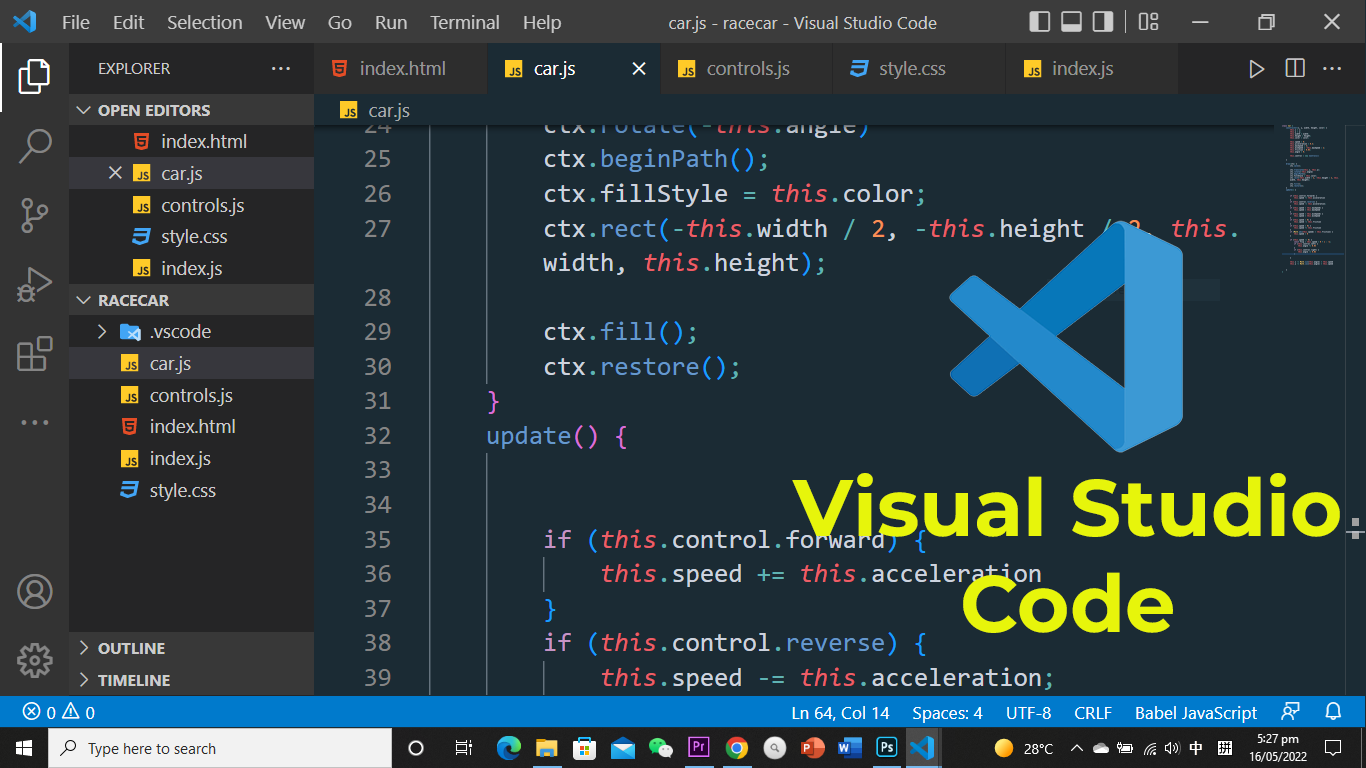 File Edit Selection View Go Run Terminal Help car.js - racecar - Visual Studio Code
EXPLORER
index.html car.js controls.js style.css index.js
OPEN EDITORS
index.html
car.js
controls.js
style.css
index.js
RACECAR
.vscode
car.js
controls.js
index.html
index.js
style.css
OUTLINE
TIMELINE
JS car.js
24 ctx.rotate(-this.angle)
25 ctx.beginPath();
26 ctx.fillStyle = this.color;
27 ctx.rect(-this.width / 2, -this.height / 2, this.
width, this.height);
28
29 ctx.fill();
30 ctx.restore();
31 }
32 update() {
33
34
35 if (this.control.forward) {
36 this.speed += this.acceleration
37 }
38 if (this.control.reverse) {
39 this.speed -= this.acceleration;
Visual Studio
Code
0 0 Ln 64, Col 14 Spaces: 4 UTF-8 CRLF Babel JavaScript
Type here to search
28°C 中 拼 5:27 pm
16/05/2022